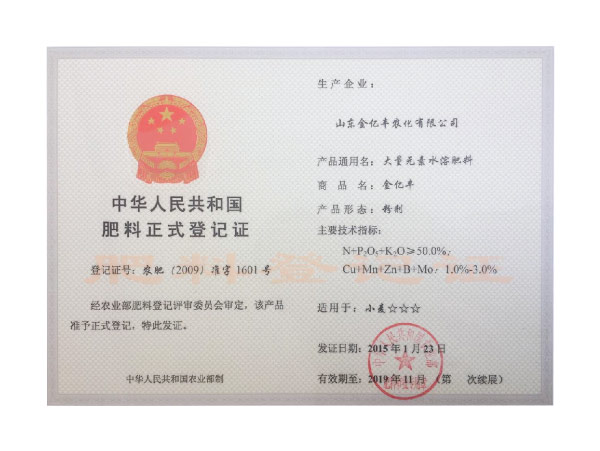 中华人民共和国
肥料正式登记证
登记证号：农肥（2009）准字1601号
经农业部肥料登记评审委员会审定，该产品
准予正式登记，特此发证。
中华人民共和国农业部制
生产企业：
山东金亿丰农化有限公司
产品通用名：大量元素水溶肥料
商品名：金亿丰
产品形态：粉剂
主要技术指标：
N+P₂O₅+K₂O≥50.0%；
Cu+Mn+Zn+B+Mo：1.0%-3.0%
适用于：小麦☆☆☆
发证日期：2015年1月23日
有效期至：2019年11月（第 次续展）
肥料登记证